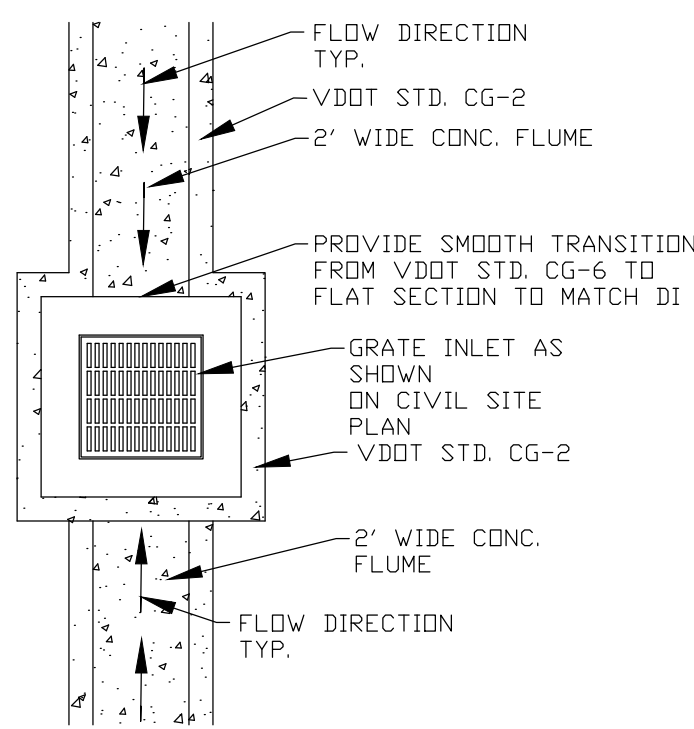 FLOW DIRECTION
TYP.
VDOT STD. CG-2
2' WIDE CONC. FLUME
PROVIDE SMOOTH TRANSITION
FROM VDOT STD. CG-6 TO
FLAT SECTION TO MATCH DI
GRATE INLET AS
SHOWN
ON CIVIL SITE
PLAN
VDOT STD. CG-2
2' WIDE CONC.
FLUME
FLOW DIRECTION
TYP.